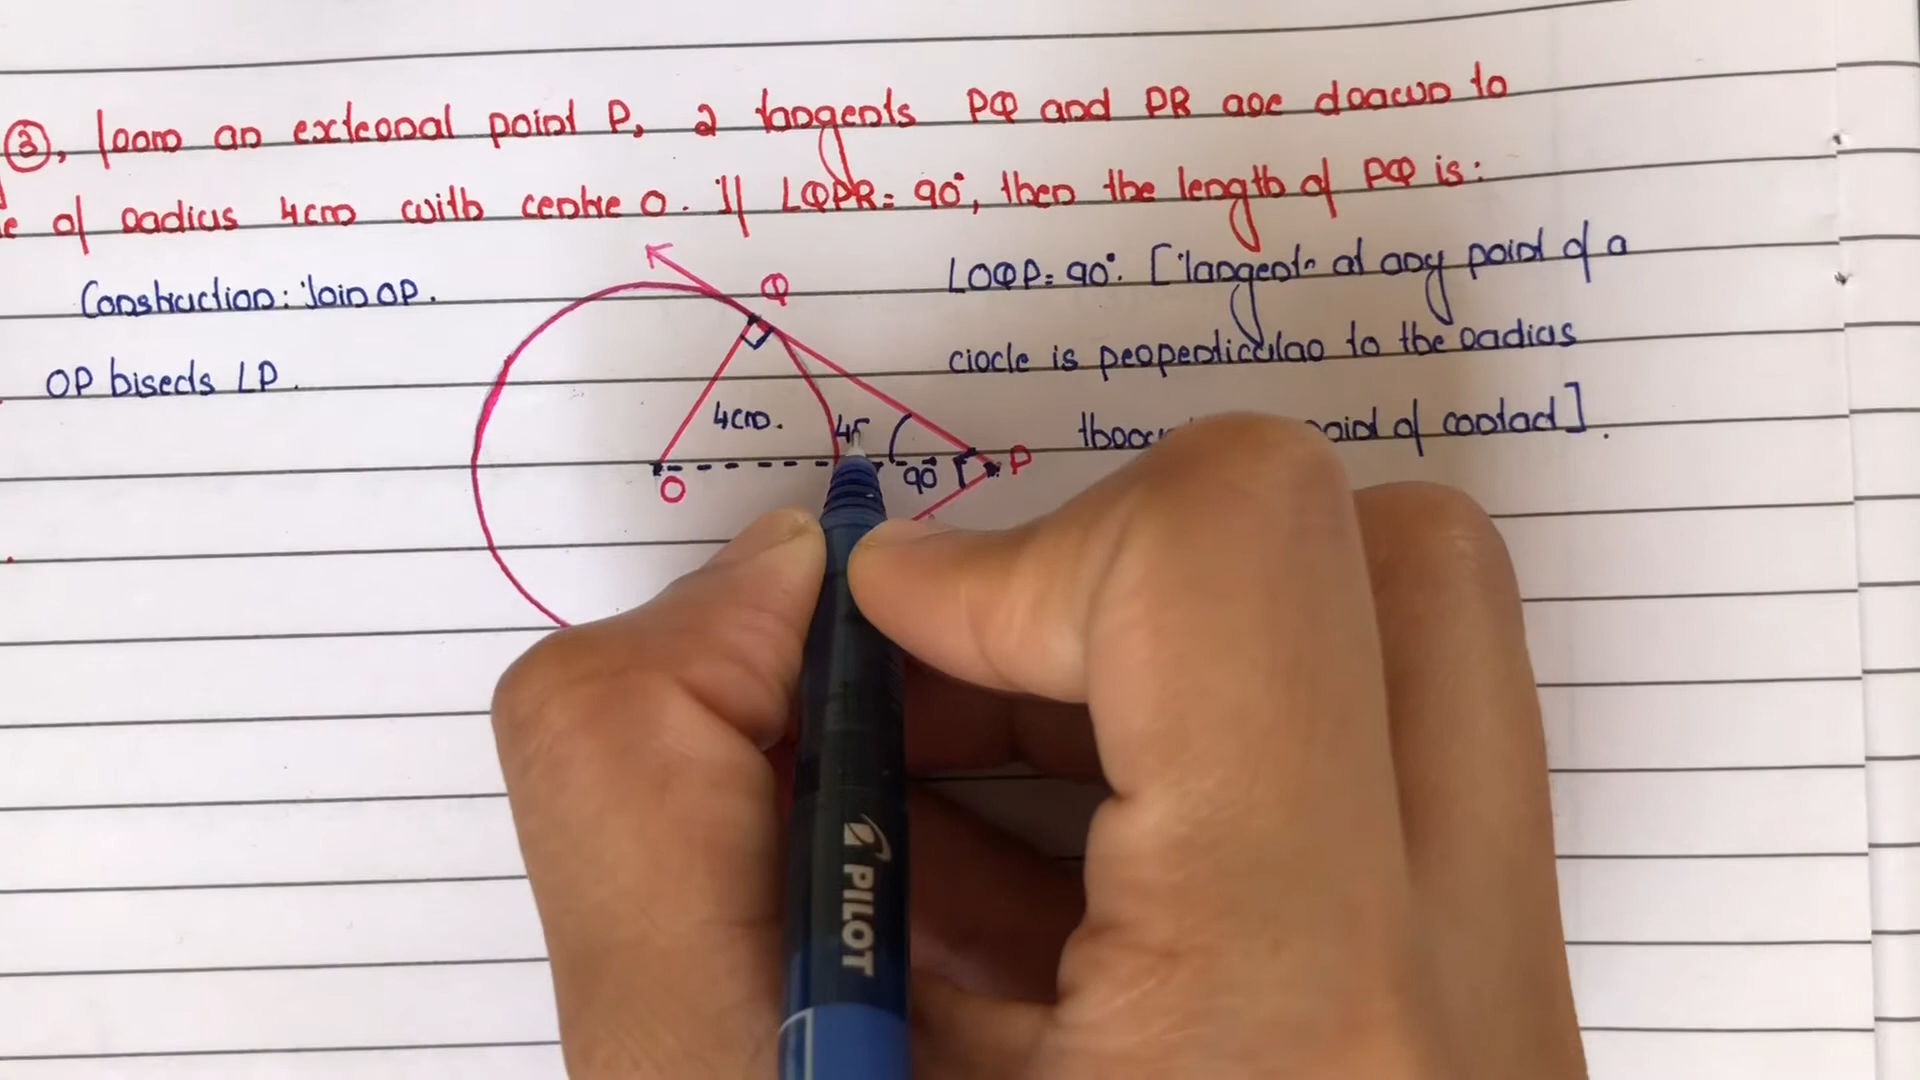 ③, from an external point P, 2 tangents PQ and PR are drawn to
e of radius 4cm with centre O. If ∠QPR = 90°, then the length of PQ is:
Construction: Join OP.
OP bisects ∠P.
∠OQP = 90°. [Tangent at any point of a
circle is perpendicular to the radius
point of contact].
Q
4cm.
45
O
90°
P
PILOT